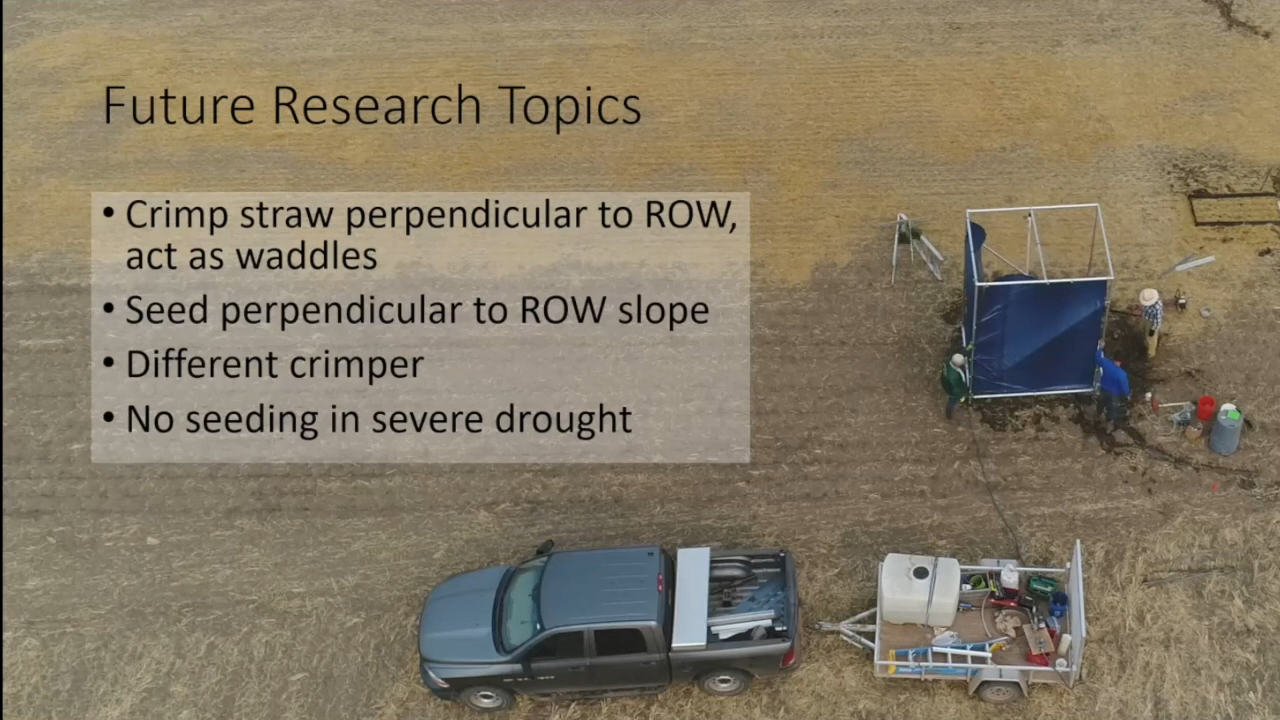 Future Research Topics
• Crimp straw perpendicular to ROW,
act as waddles
• Seed perpendicular to ROW slope
• Different crimper
• No seeding in severe drought